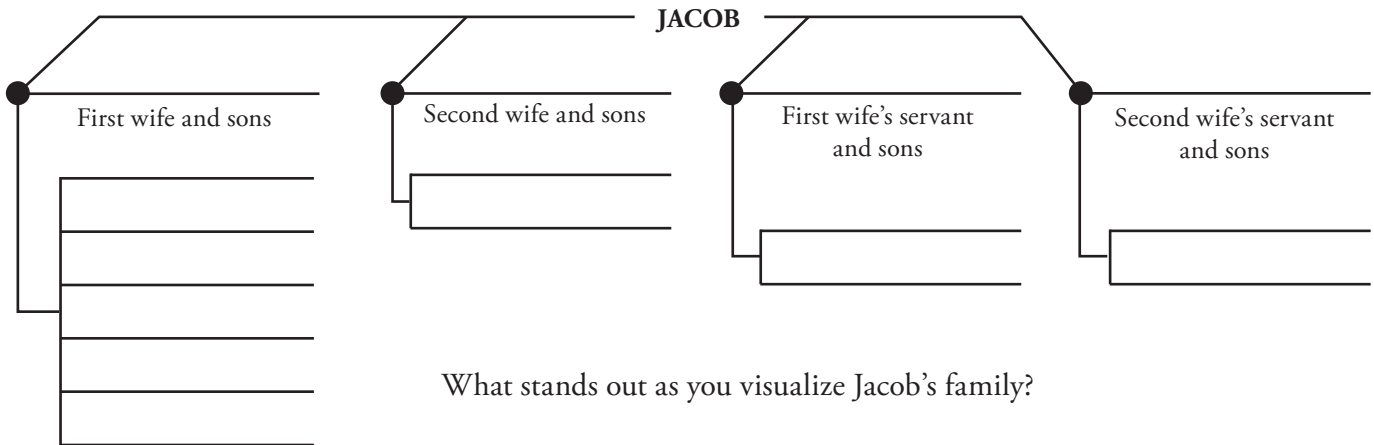 JACOB
First wife and sons
Second wife and sons
First wife’s servant
and sons
Second wife’s servant
and sons
What stands out as you visualize Jacob’s family?